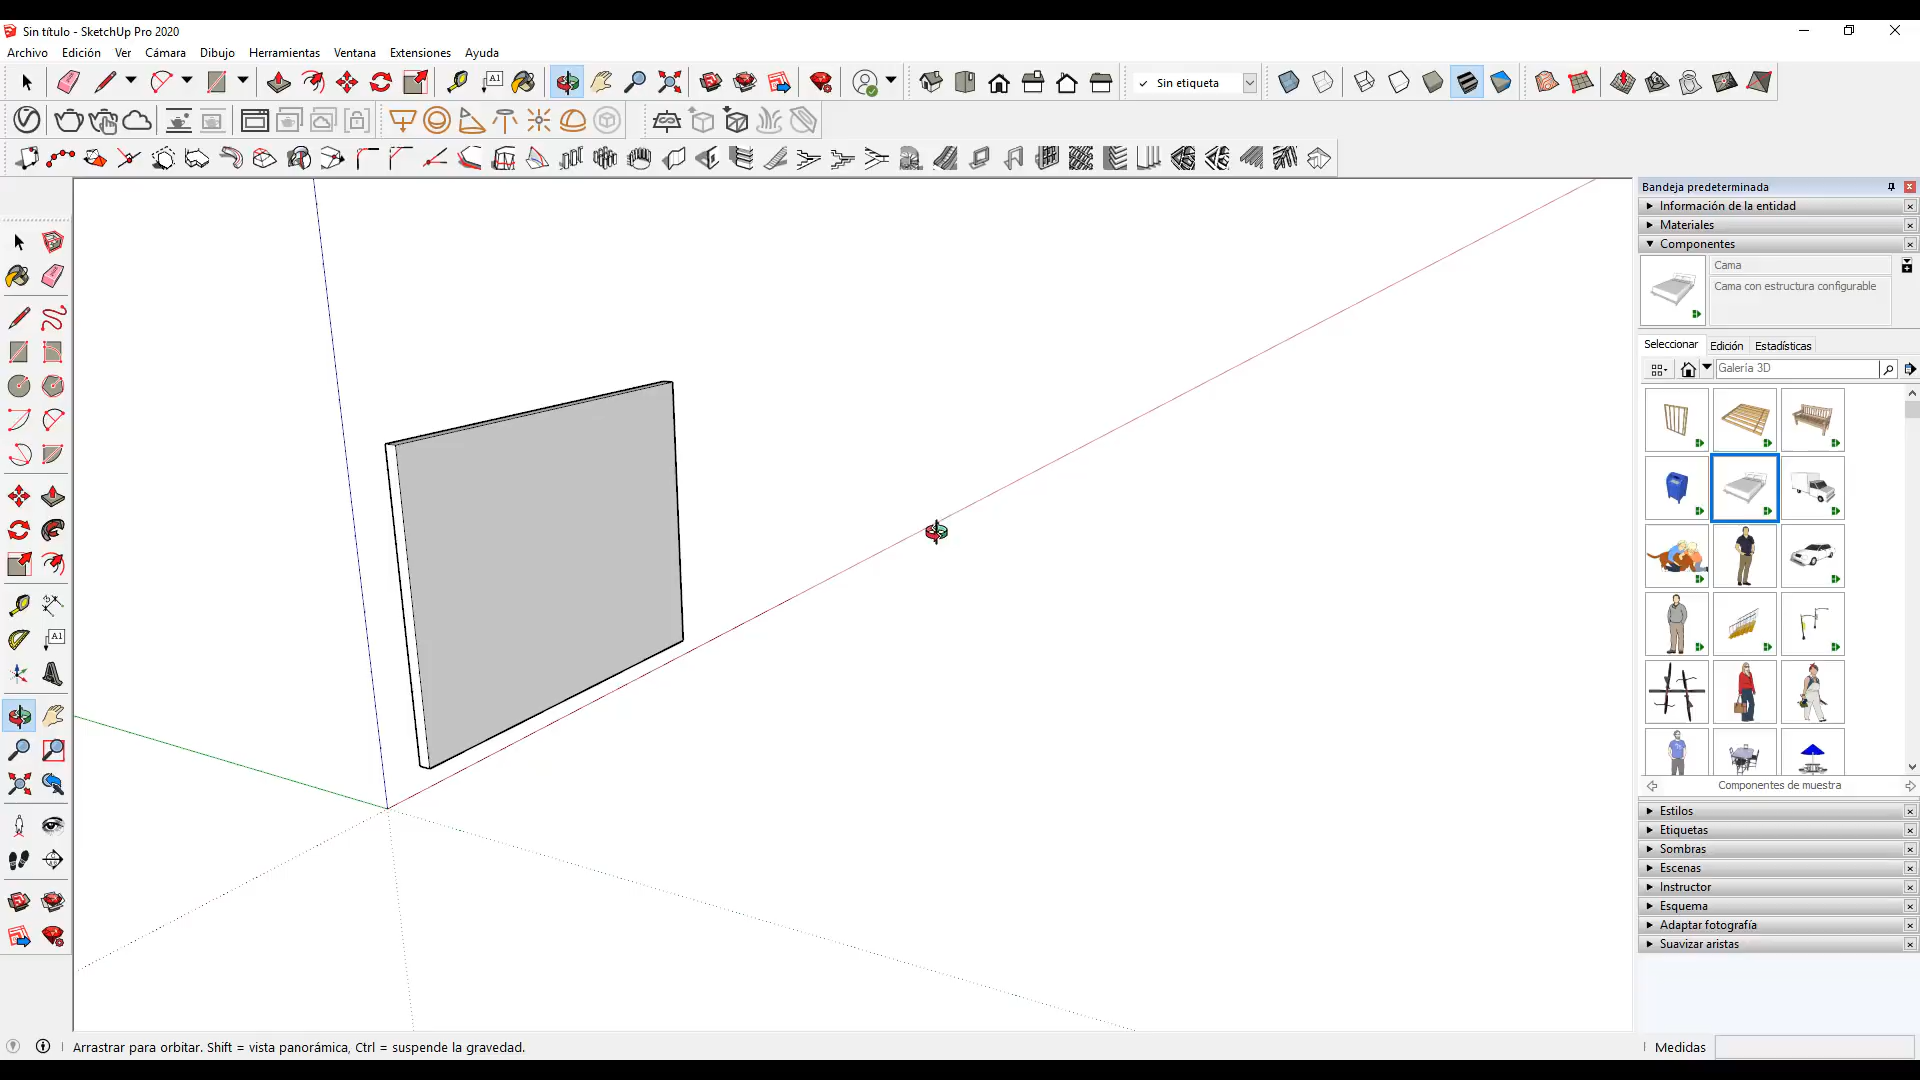 Sin título - SketchUp Pro 2020
Archivo Edición Ver Cámara Dibujo Herramientas Ventana Extensiones Ayuda
A1
✓ Sin etiqueta
Bandeja predeterminada
Información de la entidad
Materiales
Componentes
Cama
Cama con estructura configurable
Seleccionar Edición Estadísticas
Galería 3D
A1
Componentes de muestra
Estilos
Etiquetas
Sombras
Escenas
Instructor
Esquema
Adaptar fotografía
Suavizar aristas
Arrastrar para orbitar. Shift = vista panorámica, Ctrl = suspende la gravedad.
Medidas